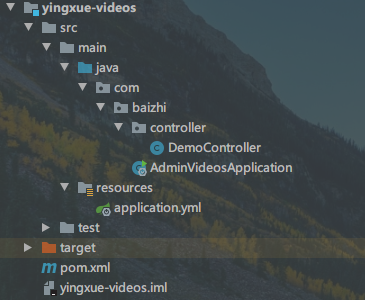 yingxue-videos
src
main
java
com
baizhi
controller
DemoController
AdminVideosApplication
resources
application.yml
test
target
pom.xml
yingxue-videos.iml